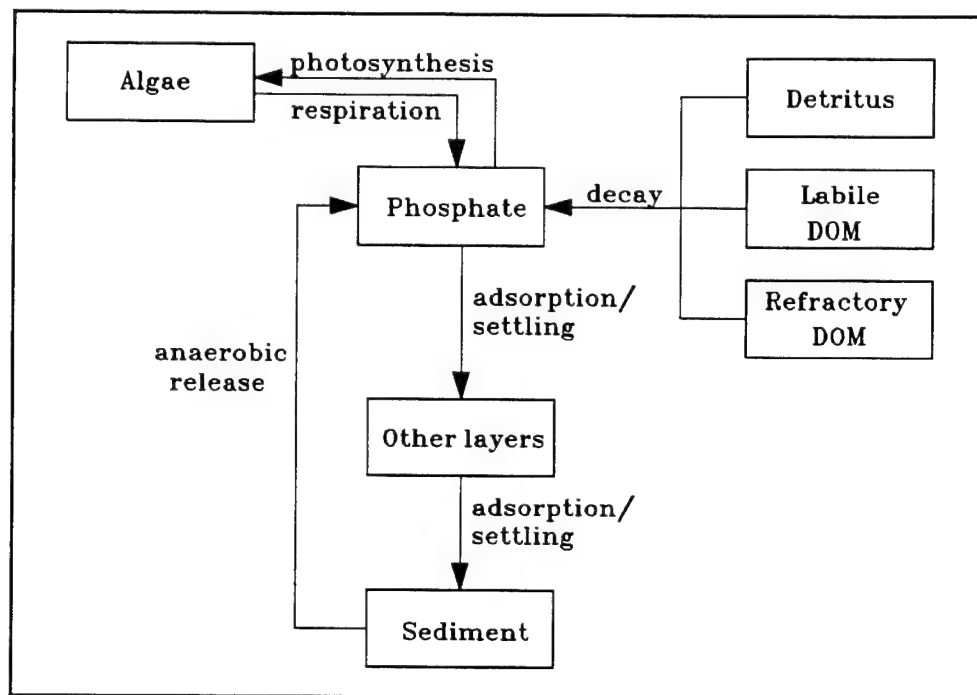 Algae
photosynthesis
respiration
Detritus
Phosphate
decay
Labile
DOM
Refractory
DOM
adsorption/
settling
anaerobic
release
Other layers
adsorption/
settling
Sediment